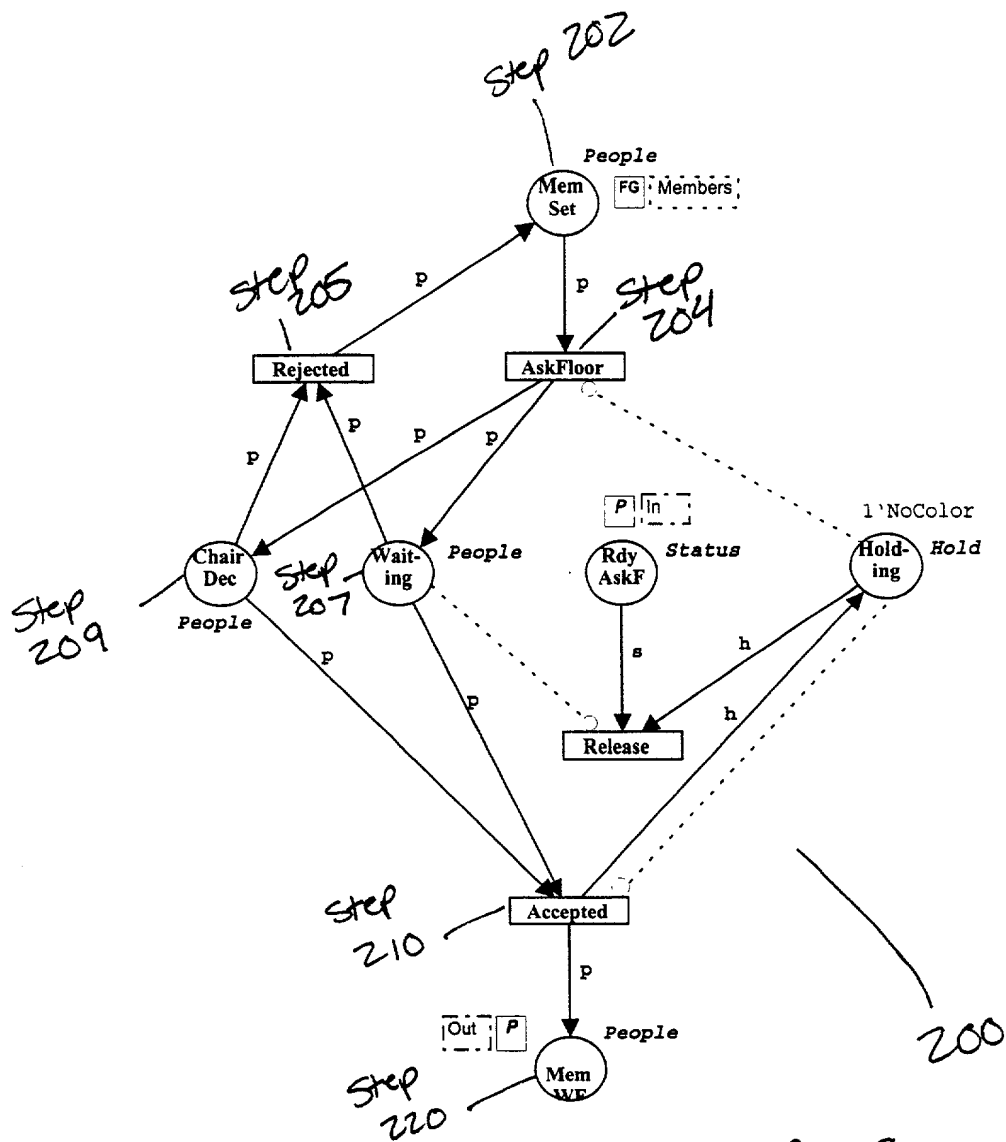 Step 202
People
Mem
Set
FG
Members
Step
205
p
p
Step
204
Rejected
AskFloor
p
p
p
p
P
In
1'NoColor
Chair
Dec
Wait-
ing
People
Rdy
AskF
Status
Hold-
ing
Hold
Step
209
Step
207
People
p
s
h
p
h
Release
Step
210
Accepted
p
Out
P
People
200
Mem
Step
220